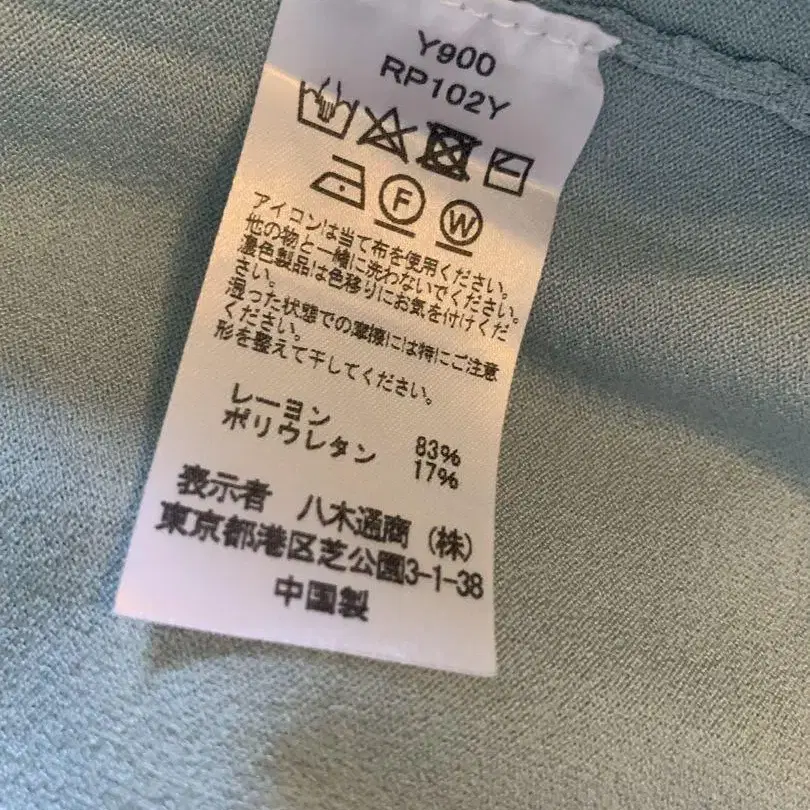 Y900
RP102Y
F W
アイロンは当て布を使用ください。
他の物と一緒に洗わないでください。
濃色製品は色移りにお気を付けくだ
さい。
湿った状態での摩擦には特にご注意
ください。
形を整えて干してください。
レーヨン 83%
ポリウレタン 17%
表示者 八木通商(株)
東京都港区芝公園3-1-38
中国製